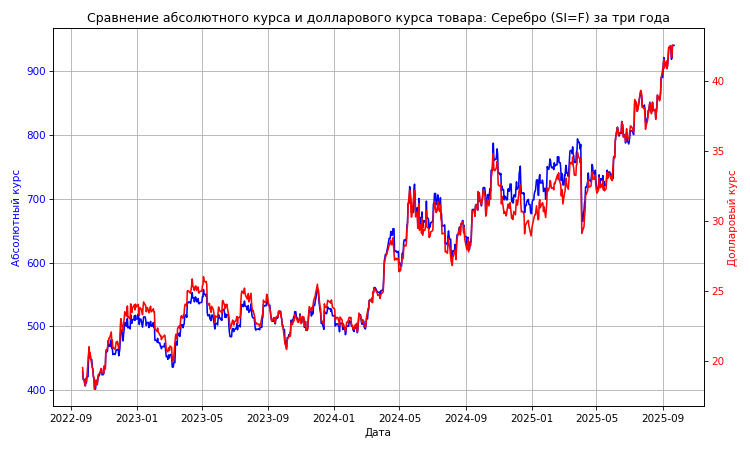 Сравнение абсолютного курса и долларового курса товара: Серебро (SI=F) за три года
Абсолютный курс
900
800
700
600
500
400
Долларовый курс
40
35
30
25
20
2022-09 2023-01 2023-05 2023-09 2024-01 2024-05 2024-09 2025-01 2025-05 2025-09
Дата